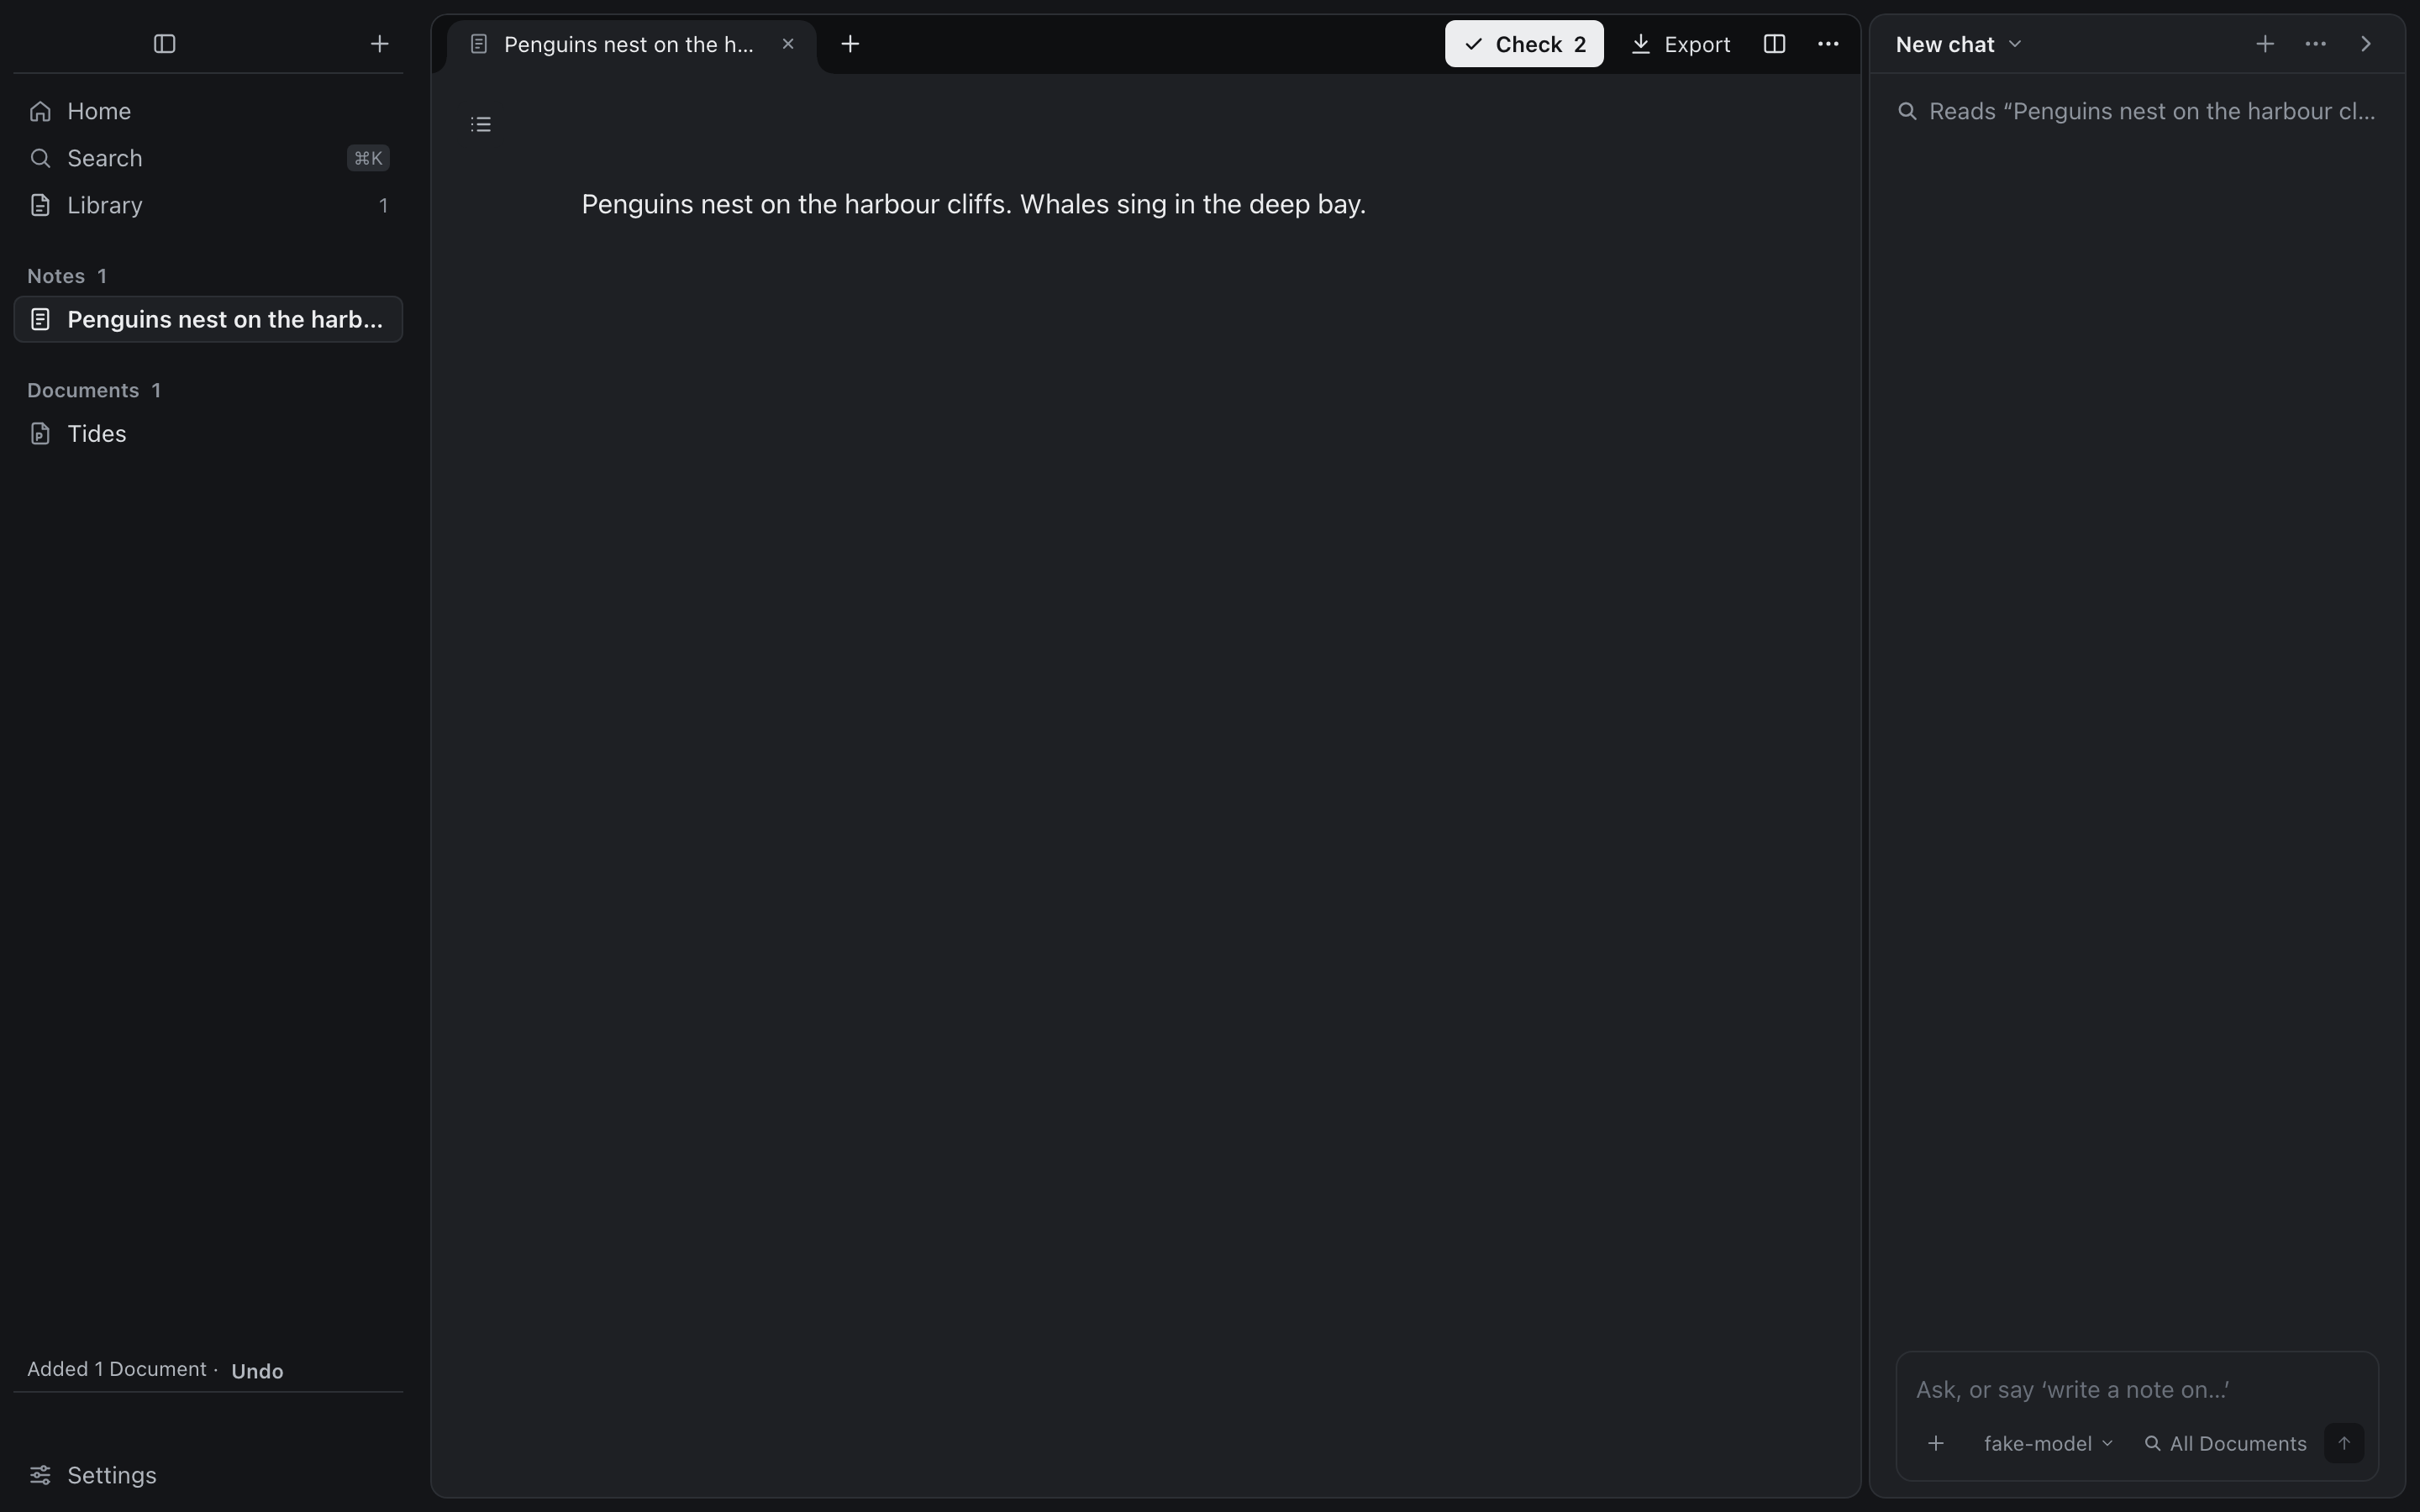 Penguins nest on the h...
Check 2
Export
New chat
Home
Search ⌘K
Library 1
Notes 1
Penguins nest on the harb...
Documents 1
Tides
Added 1 Document · Undo
Settings
Penguins nest on the harbour cliffs. Whales sing in the deep bay.
Reads “Penguins nest on the harbour cl...
Ask, or say ‘write a note on...’
fake-model
All Documents